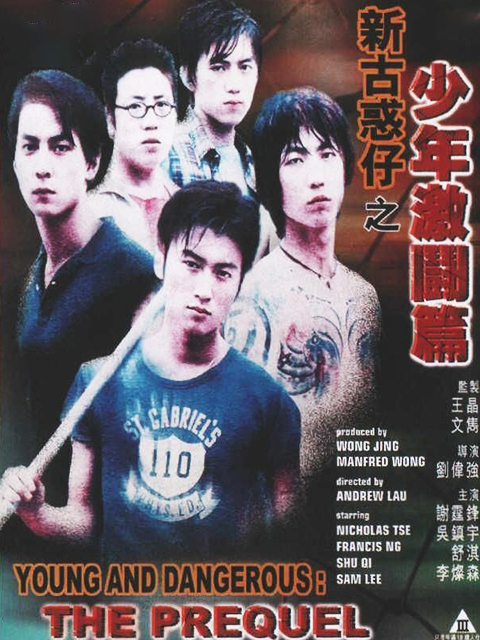 新古惑仔之
少年激鬪篇
ST. GABRIEL'S
110
監製
王晶
文雋
導演
劉偉強
主演
謝霆鋒
吳鎮宇
舒淇
李燦森
produced by
WONG JING
MANFRED WONG
directed by
ANDREW LAU
starring
NICHOLAS TSE
FRANCIS NG
SHU QI
SAM LEE
YOUNG AND DANGEROUS:
THE PREQUEL
III